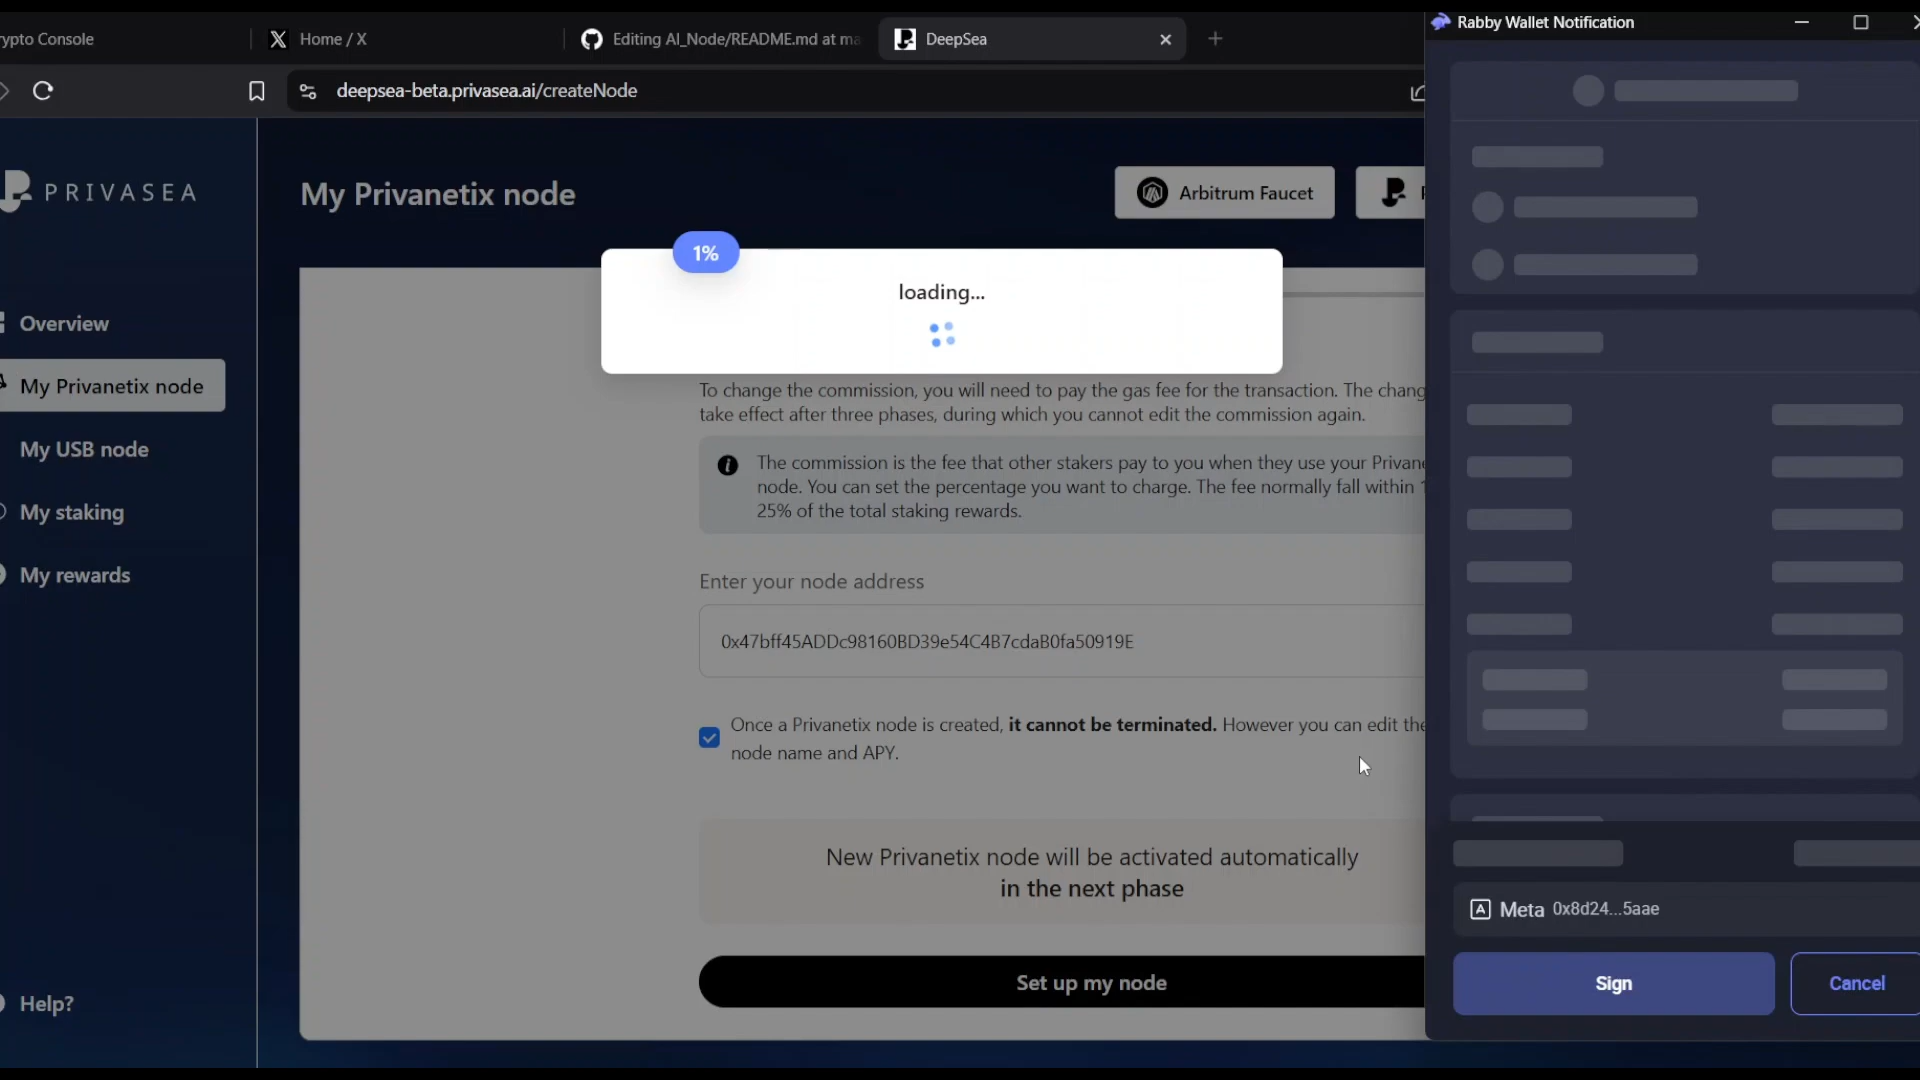 rypto Console
Home / X
Editing AI_Node/README.md at ma
DeepSea
Rabby Wallet Notification
deepsea-beta.privasea.ai/createNode
PRIVASEA
My Privanetix node
Arbitrum Faucet
1%
loading...
Overview
My Privanetix node
My USB node
My staking
My rewards
Help?
To change the commission, you will need to pay the gas fee for the transaction. The chang
take effect after three phases, during which you cannot edit the commission again.
The commission is the fee that other stakers pay to you when they use your Privane
node. You can set the percentage you want to charge. The fee normally fall within 1
25% of the total staking rewards.
Enter your node address
0x47bff45ADDc98160BD39e54C4B7cdaB0fa50919E
Once a Privanetix node is created, it cannot be terminated. However you can edit the
node name and APY.
New Privanetix node will be activated automatically
in the next phase
Set up my node
Meta 0x8d24...5aae
Sign
Cancel